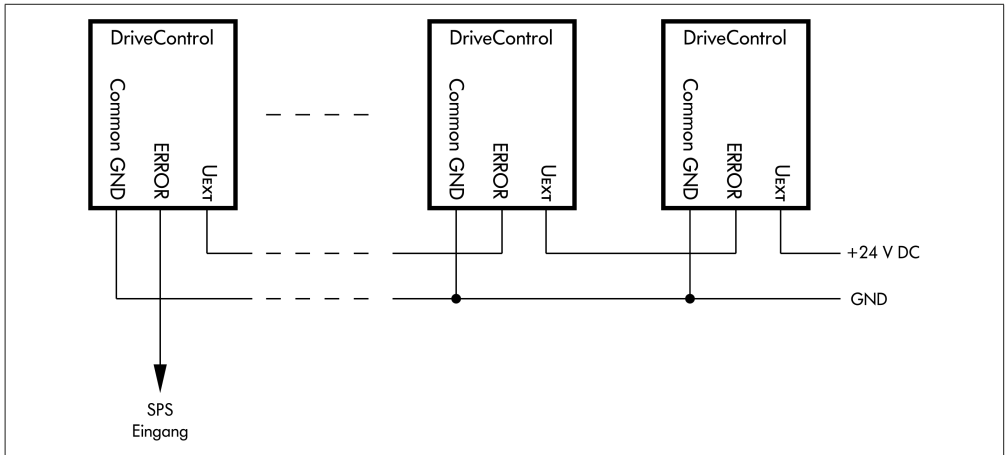 DriveControl
Common GND
ERROR
UEXT
DriveControl
Common GND
ERROR
UEXT
DriveControl
Common GND
ERROR
UEXT
+24 V DC
GND
SPS
Eingang